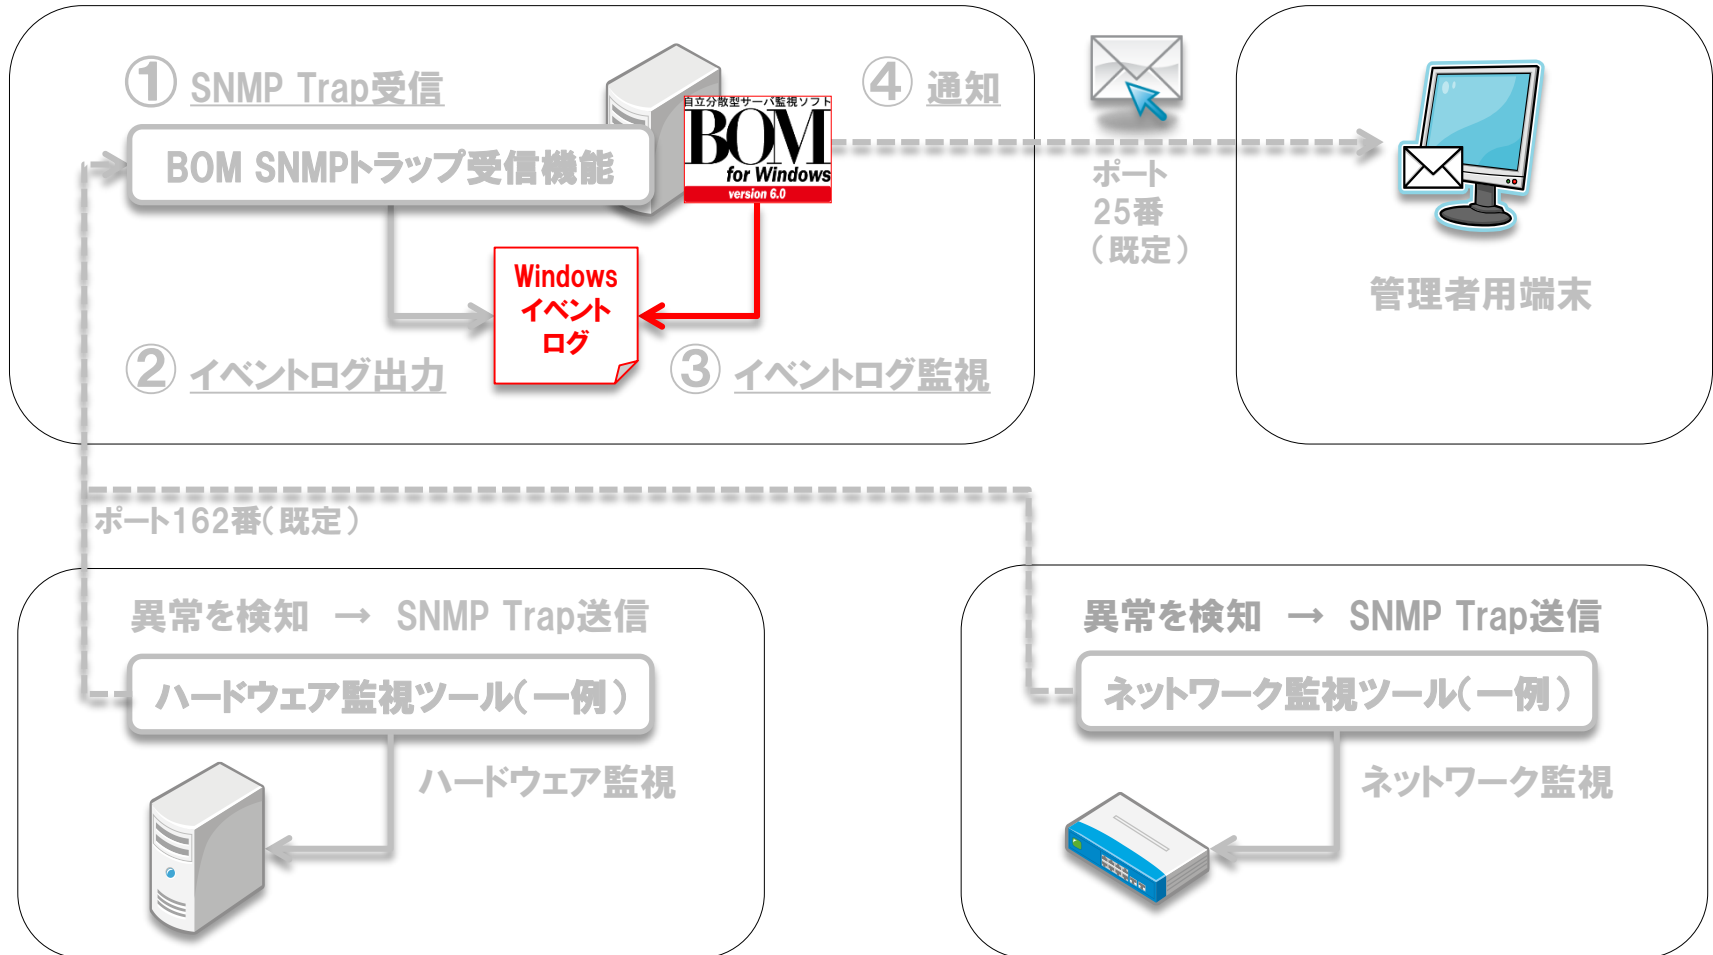 ① SNMP Trap受信
④ 通知
自立分散型サーバ監視ソフト
BOM
for Windows
version 6.0
BOM SNMPトラップ受信機能
ポート
25番
(既定)
Windows
イベント
ログ
管理者用端末
② イベントログ出力
③ イベントログ監視
ポート162番(既定)
異常を検知 → SNMP Trap送信
ハードウェア監視ツール(一例)
ハードウェア監視
異常を検知 → SNMP Trap送信
ネットワーク監視ツール(一例)
ネットワーク監視